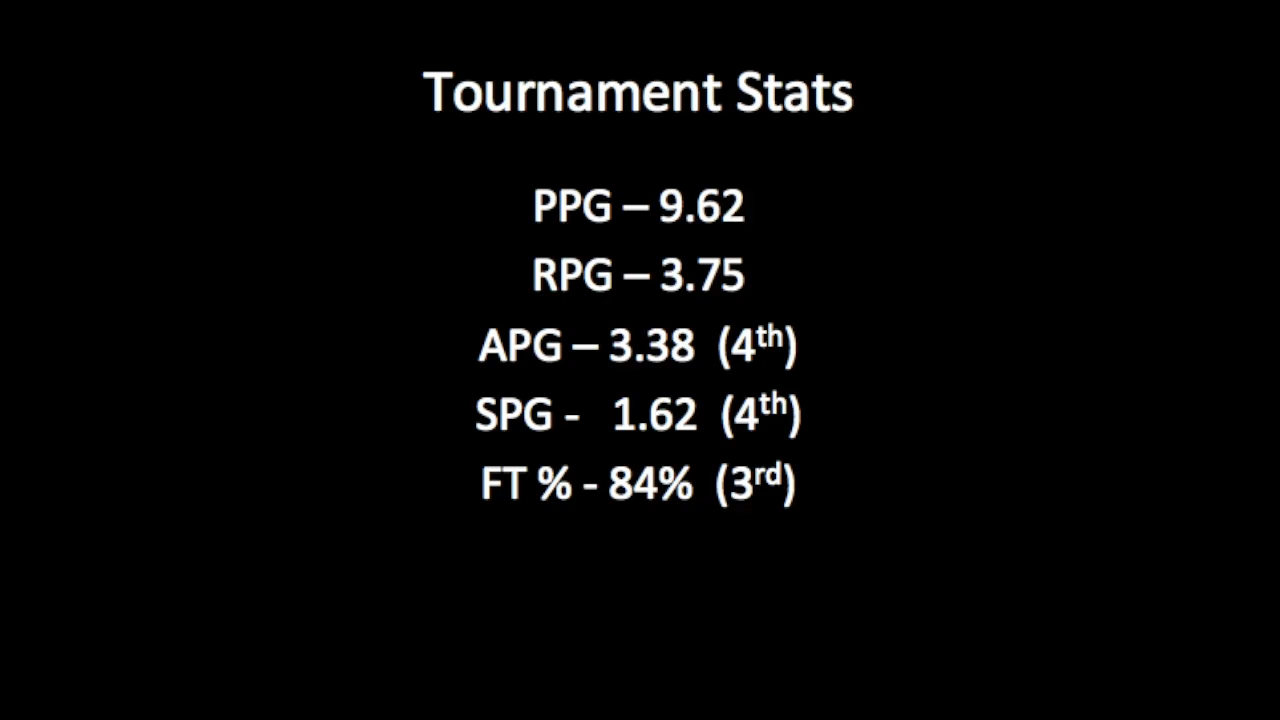 Tournament Stats
PPG – 9.62
RPG – 3.75
APG – 3.38 (4th)
SPG - 1.62 (4th)
FT % - 84% (3rd)